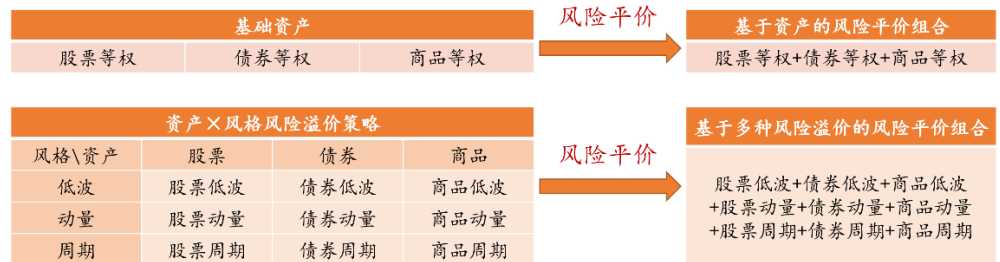 基础资产
股票等权 债券等权 商品等权
风险平价
基于资产的风险平价组合
股票等权+债券等权+商品等权
资产×风格风险溢价策略
风格\资产 股票 债券 商品
低波 股票低波 债券低波 商品低波
动量 股票动量 债券动量 商品动量
周期 股票周期 债券周期 商品周期
风险平价
基于多种风险溢价的风险平价组合
股票低波+债券低波+商品低波
+股票动量+债券动量+商品动量
+股票周期+债券周期+商品周期